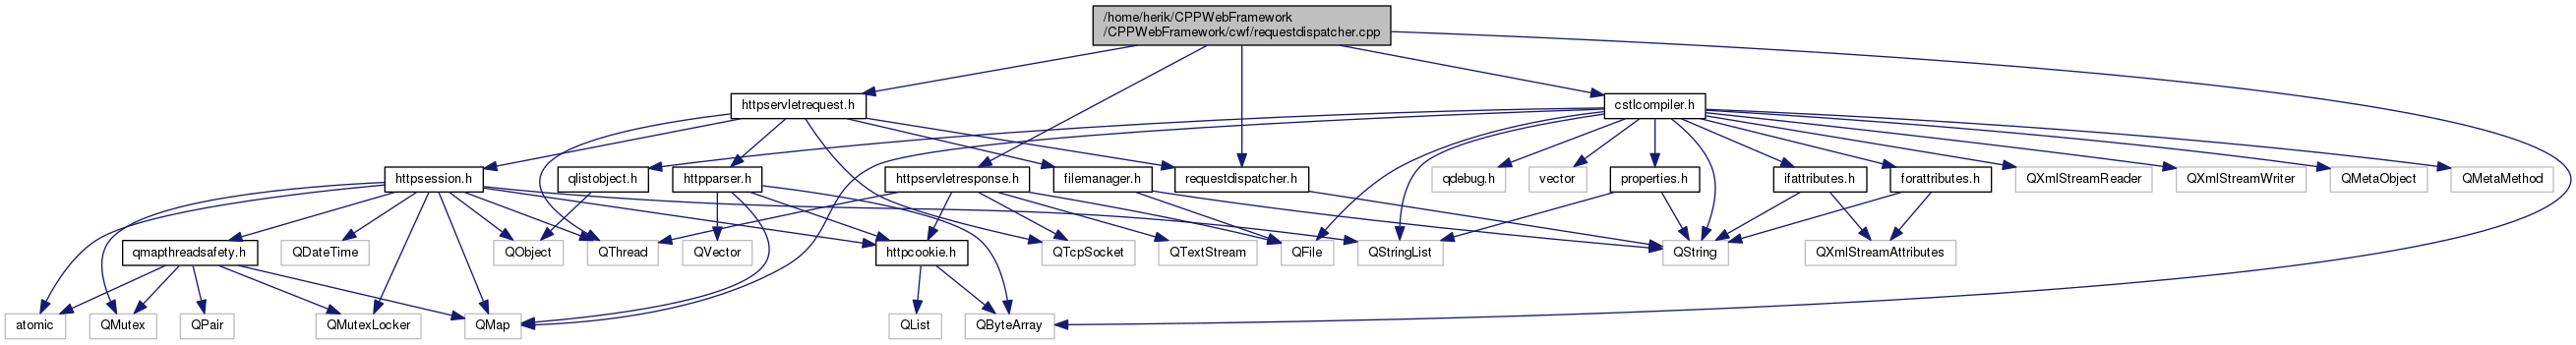 /home/herik/CPPWebFramework
/CPPWebFramework/cwf/requestdispatcher.cpp
httpservletrequest.h
cstlcompiler.h
httpsession.h
qlistobject.h
httpparser.h
httpservletresponse.h
filemanager.h
requestdispatcher.h
qdebug.h
vector
properties.h
ifattributes.h
forattributes.h
QXmlStreamReader
QXmlStreamWriter
QMetaObject
QMetaMethod
qmapthreadsafety.h
QDateTime
QObject
QThread
QVector
httpcookie.h
QTcpSocket
QTextStream
QFile
QStringList
QString
QXmlStreamAttributes
atomic
QMutex
QPair
QMutexLocker
QMap
QList
QByteArray